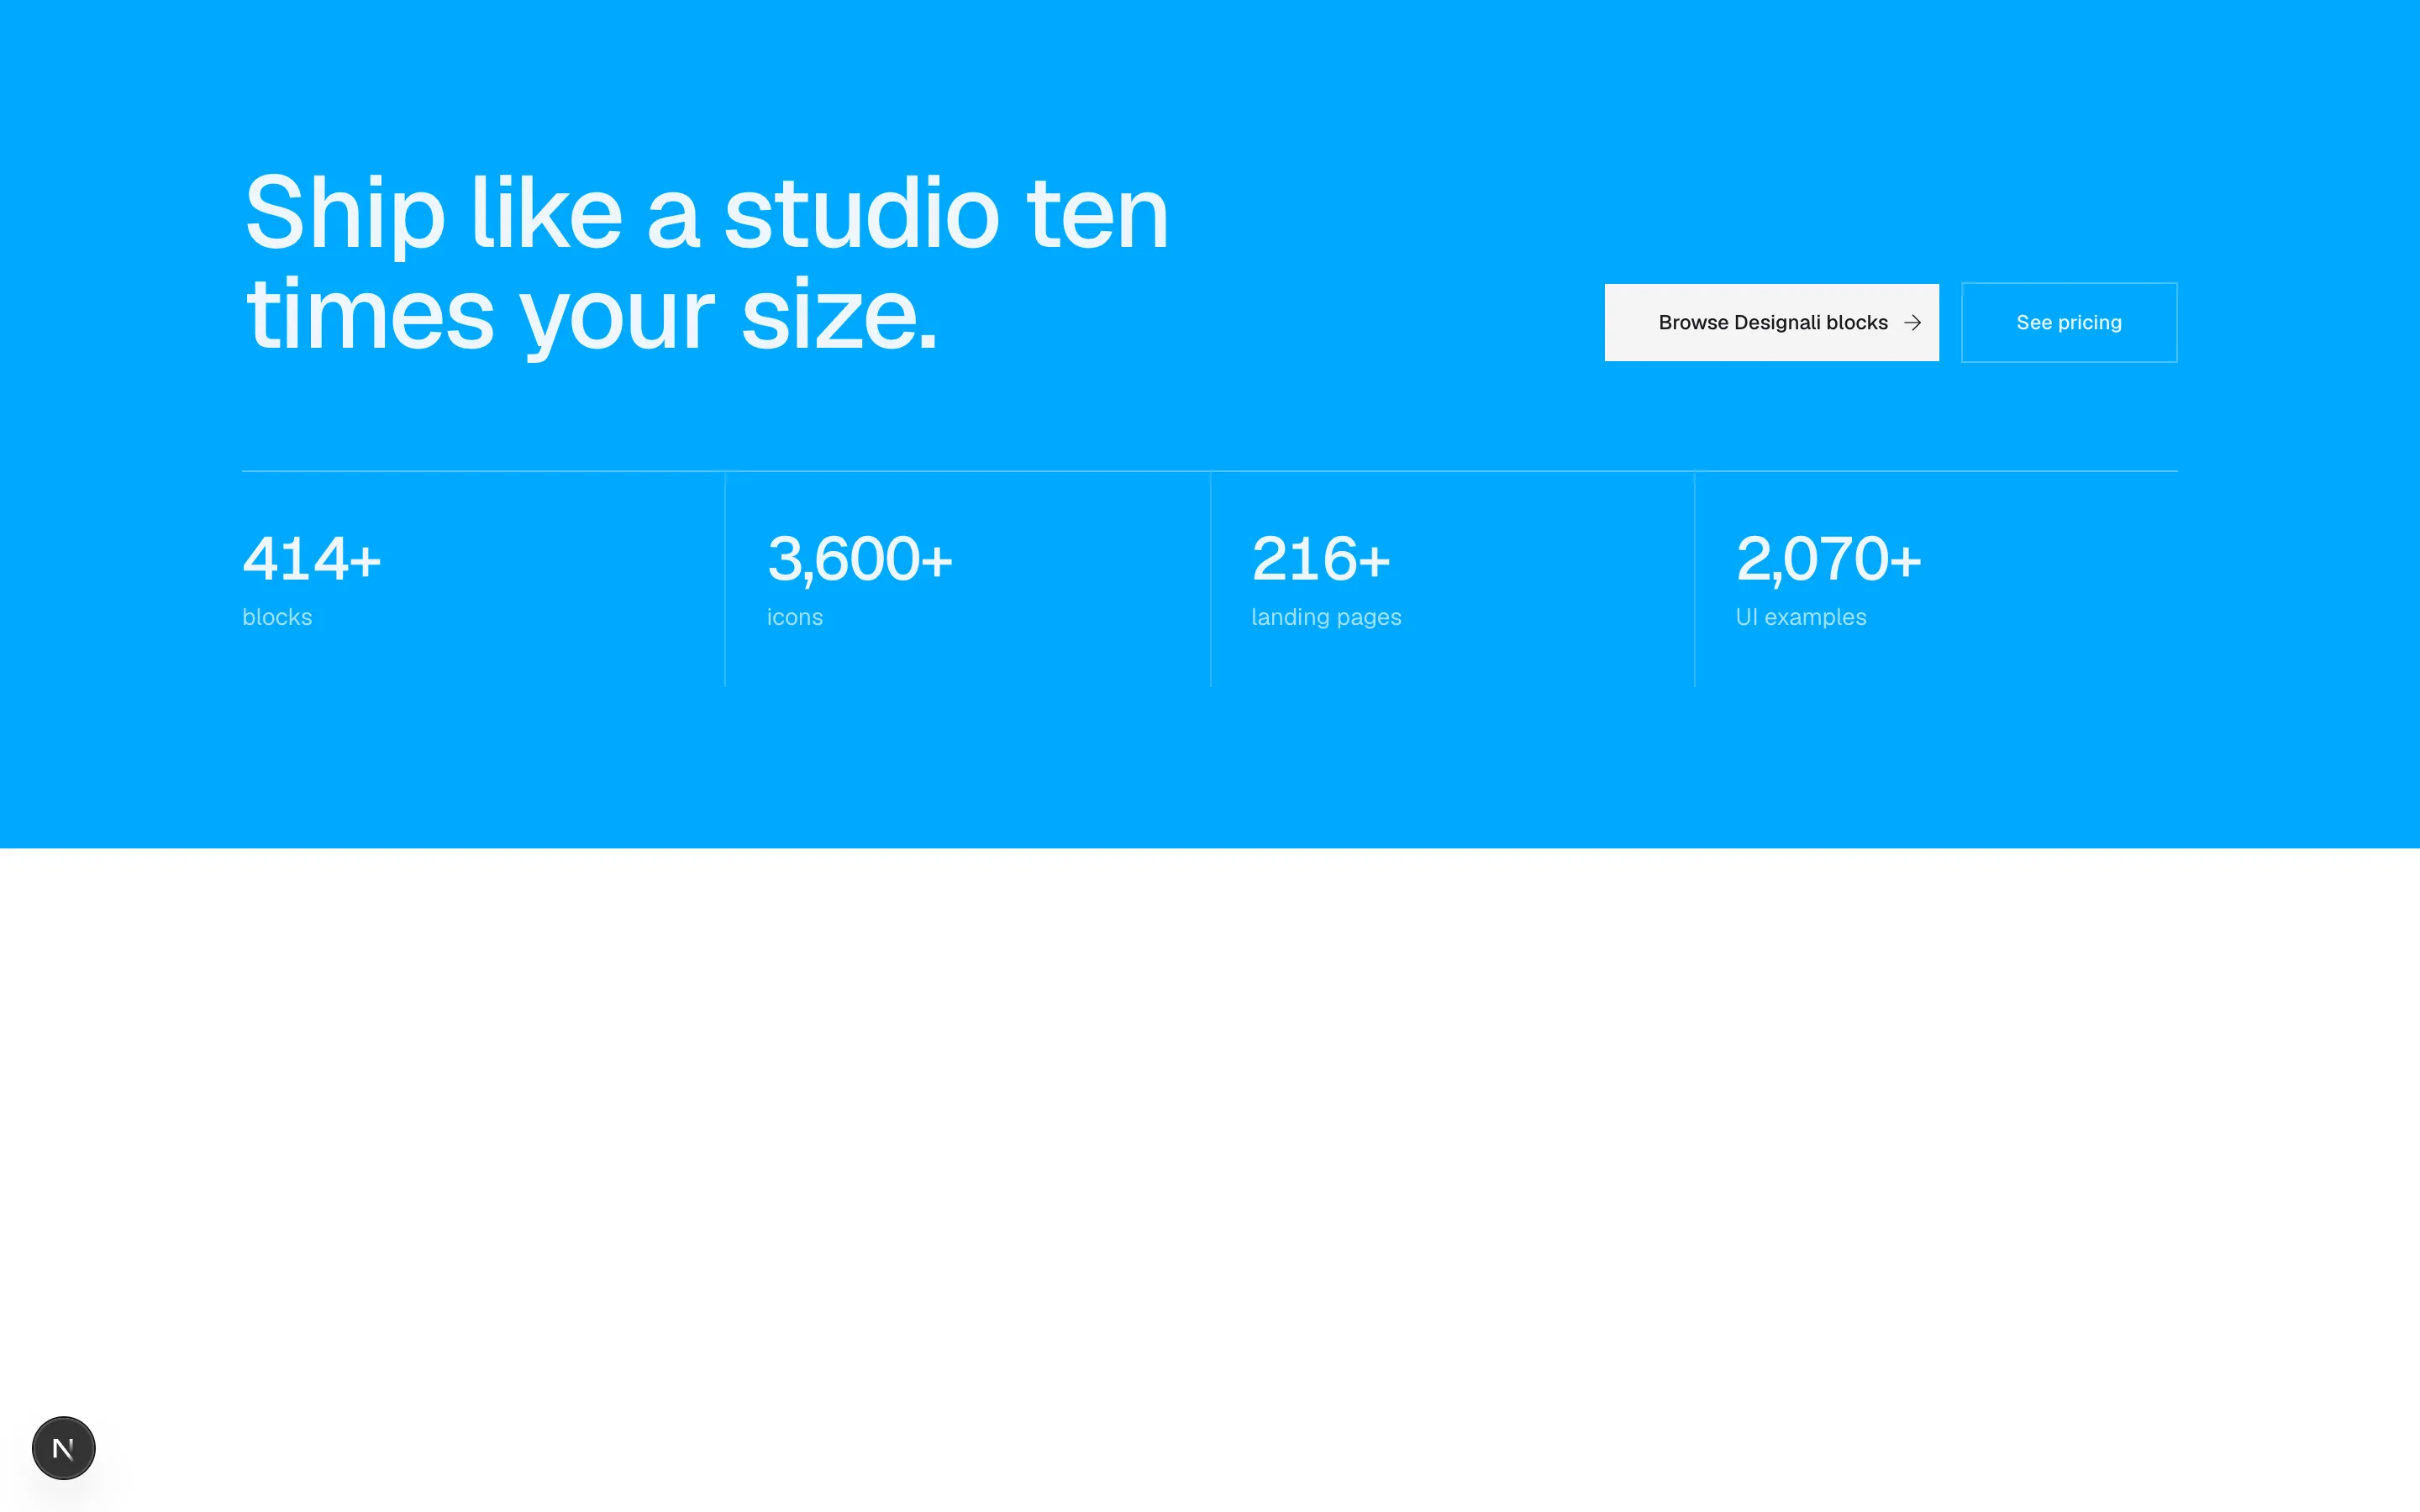 Ship like a studio ten
times your size.
Browse Designali blocks
See pricing
414+
blocks
3,600+
icons
216+
landing pages
2,070+
UI examples
N